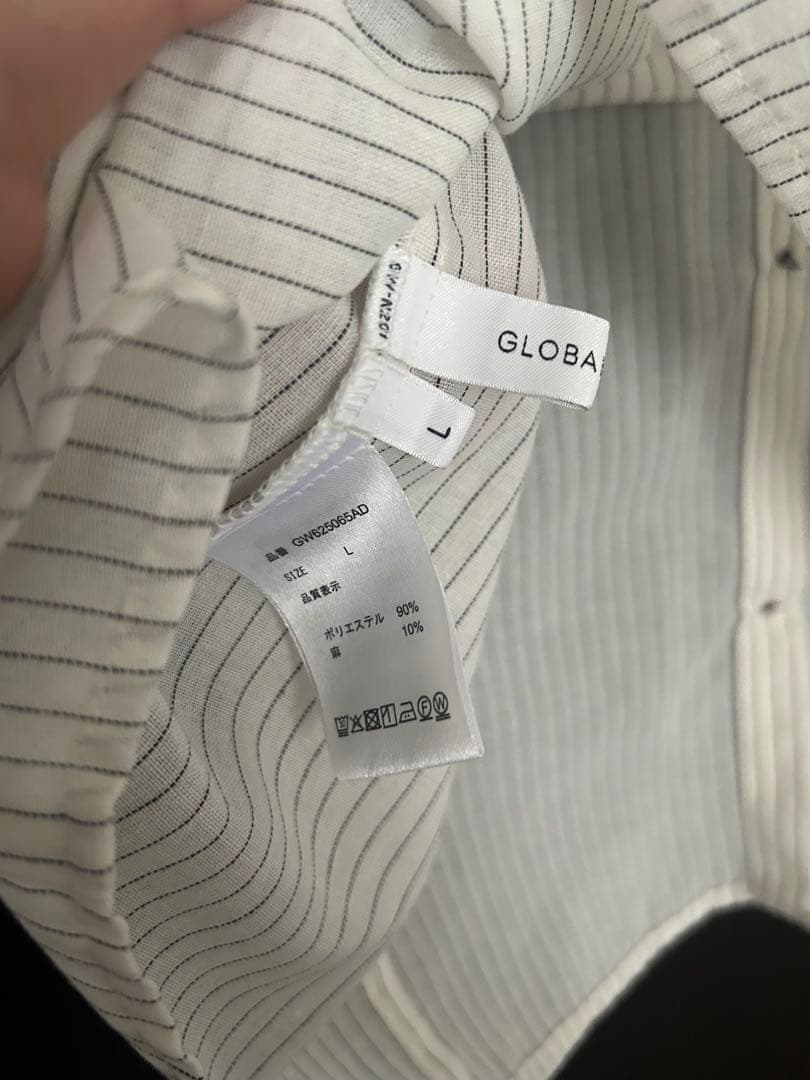 GLOBA
L
品番 GW625065AD
SIZE L
品質表示
ポリエステル 90%
麻 10%